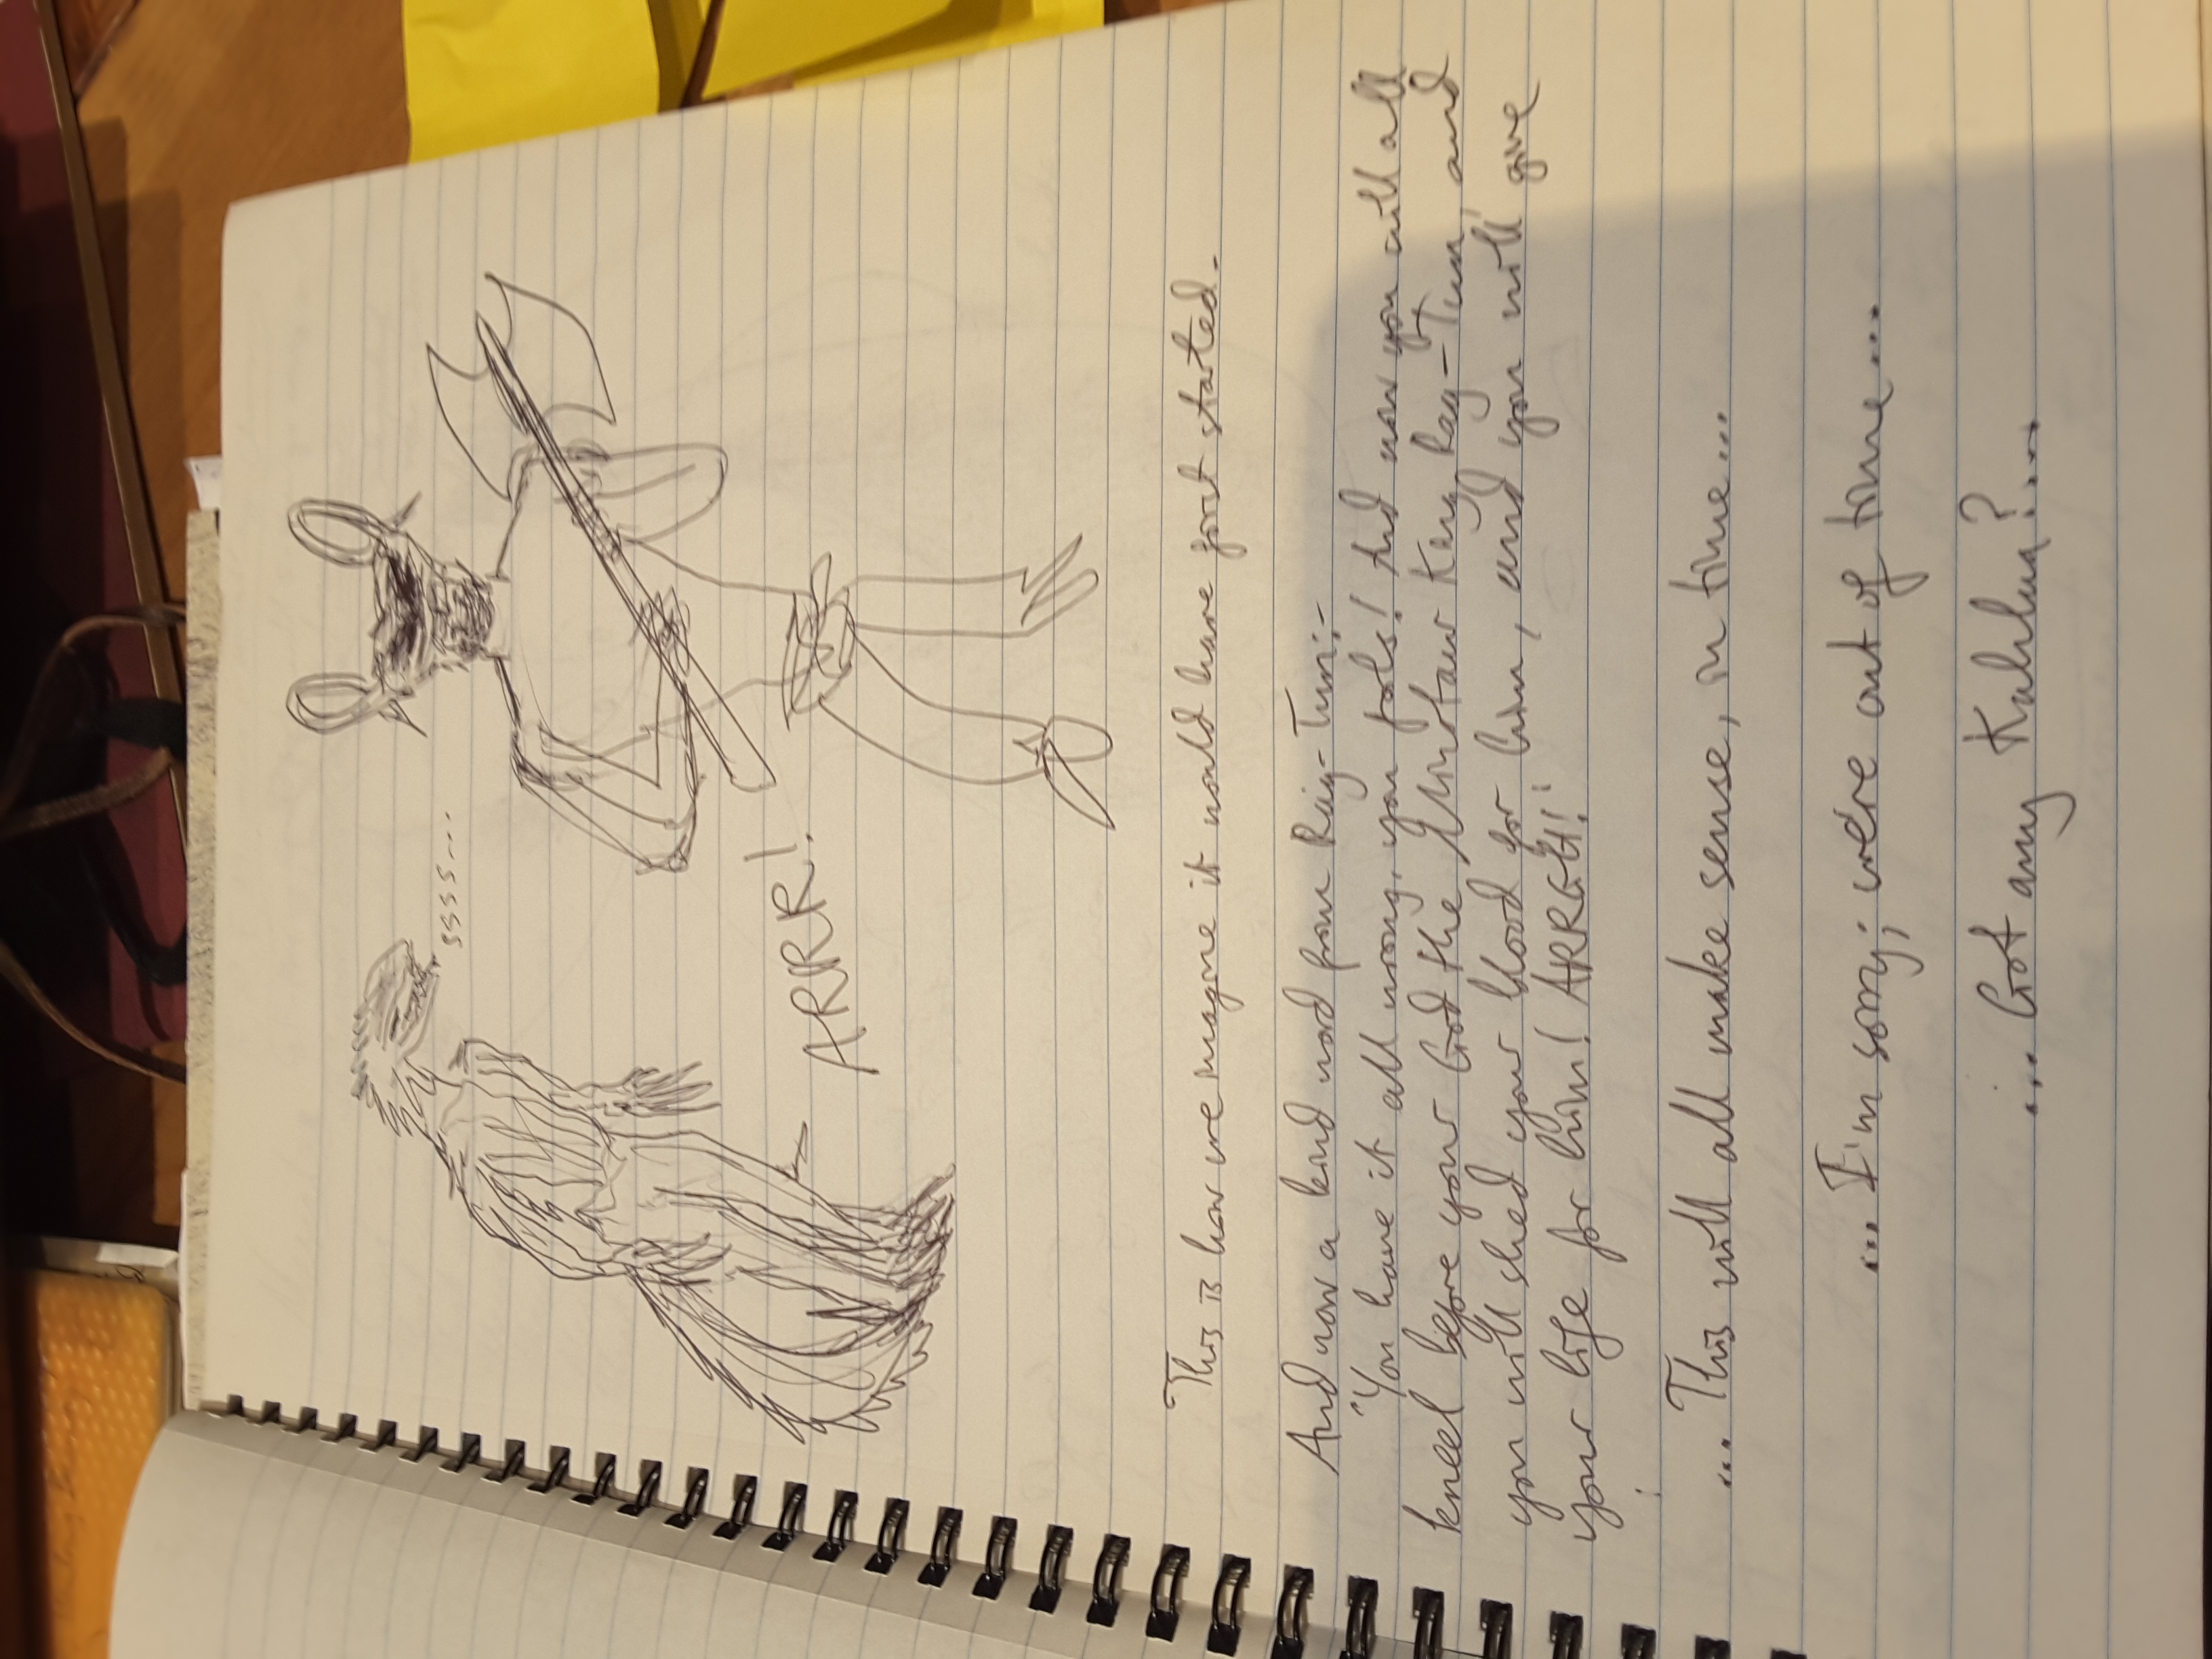 ssss...
ARRR!
This is how we imagine it would have first started.
And now a kind word from Rag-Tum:-
"You have it all wrong, you fools! And now you will all
kneel before your God the Minotaur King Rag-Tum, and
you will shed your blood for him, and you will give
your life for him! ARRGH!"
... This will all make sense, in time...
... I'm sorry; we're out of time...
... Got any Kahlua?...